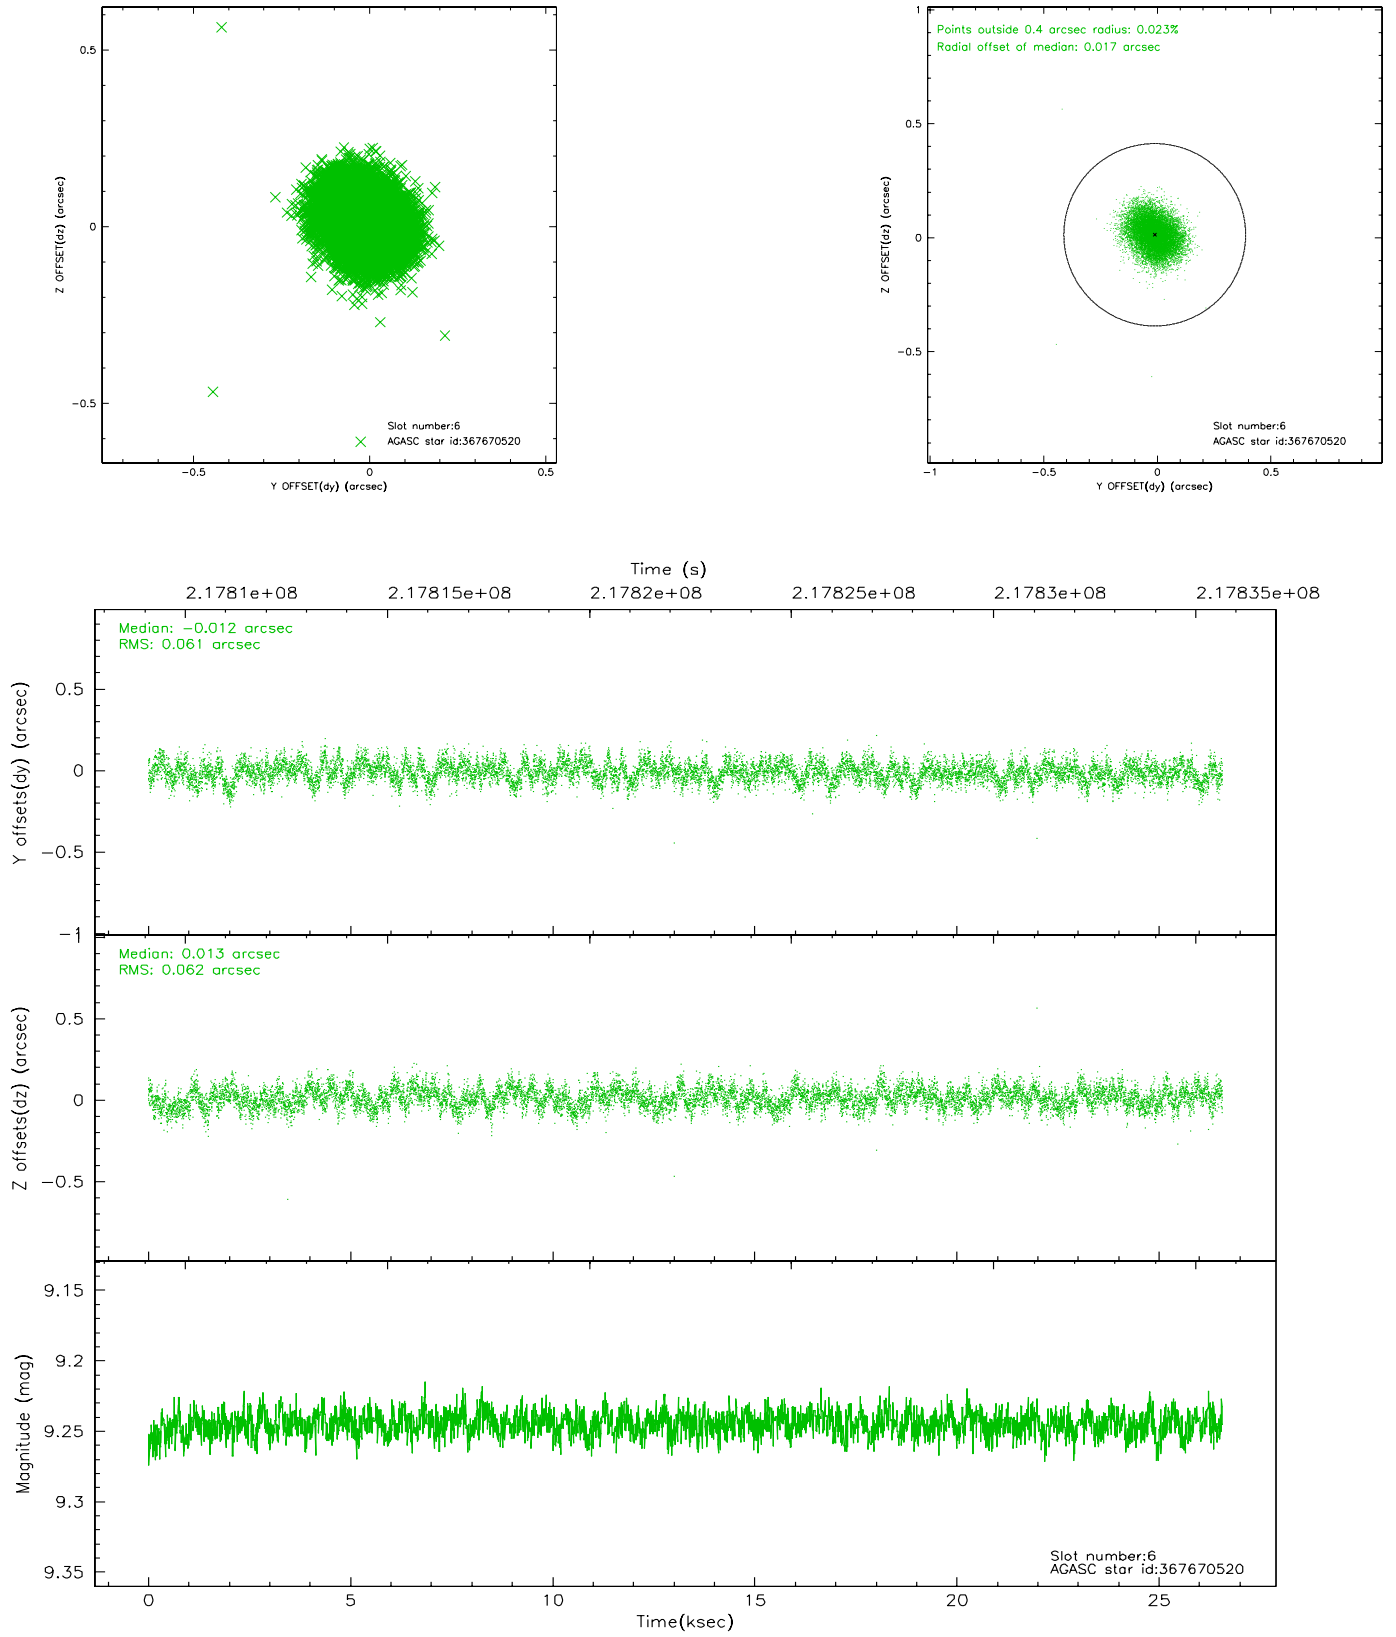 0.5
0
−0.5
Z OFFSET(dz) (arcsec)
Slot number:6
AGASC star id:367670520
−0.5
0
0.5
Y OFFSET(dy) (arcsec)
Points outside 0.4 arcsec radius: 0.023%
Radial offset of median: 0.017 arcsec
1
0.5
0
−0.5
Z OFFSET(dz) (arcsec)
Slot number:6
AGASC star id:367670520
−1
−0.5
0
0.5
Y OFFSET(dy) (arcsec)
Time (s)
2.1781e+08
2.17815e+08
2.1782e+08
2.17825e+08
2.1783e+08
2.17835e+08
Median: −0.012 arcsec
RMS: 0.061 arcsec
0.5
0
−0.5
−1
Y offsets(dy) (arcsec)
Median: 0.013 arcsec
RMS: 0.062 arcsec
0.5
0
−0.5
Z offsets(dz) (arcsec)
9.15
9.2
9.25
9.3
9.35
Magnitude (mag)
Slot number:6
AGASC star id:367670520
0
5
10
15
20
25
Time(ksec)